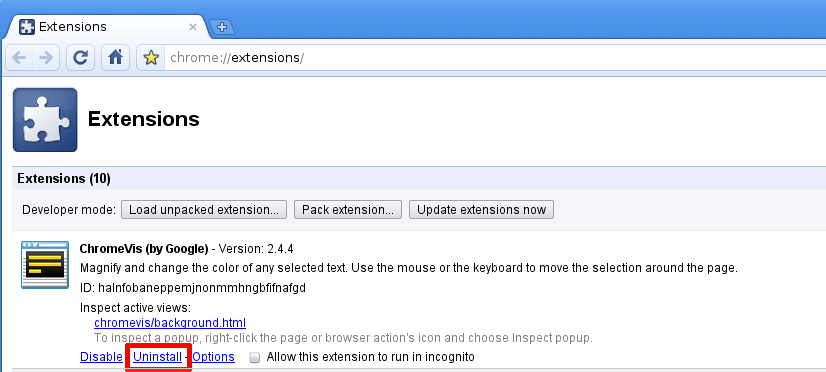 Extensions
chrome://extensions/
Extensions
Extensions (10)
Developer mode: Load unpacked extension... Pack extension... Update extensions now
ChromeVis (by Google) - Version: 2.4.4
Magnify and change the color of any selected text. Use the mouse or the keyboard to move the selection around the page.
ID: halnfobaneppemjnonmmhngbfifnafgd
Inspect active views:
chromevis/background.html
To inspect a popup, right-click the page or browser action's icon and choose Inspect popup.
Disable - Uninstall - Options Allow this extension to run in incognito